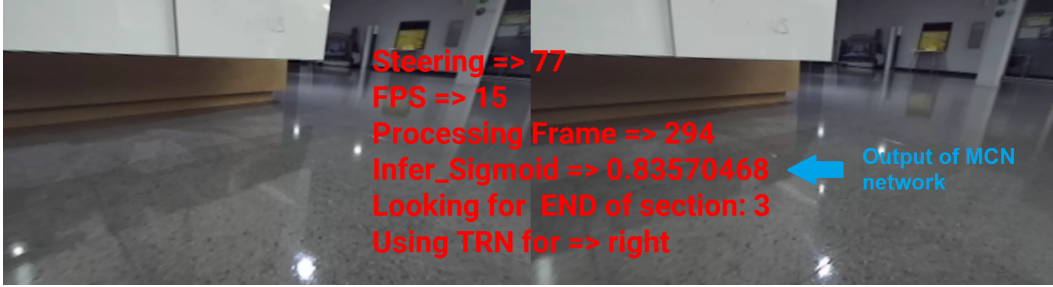 Steering => 77
FPS => 15
Processing Frame => 294
Infer_Sigmoid => 0.83570468
Looking for  END of section: 3
Using TRN for => right
Output of MCN
network